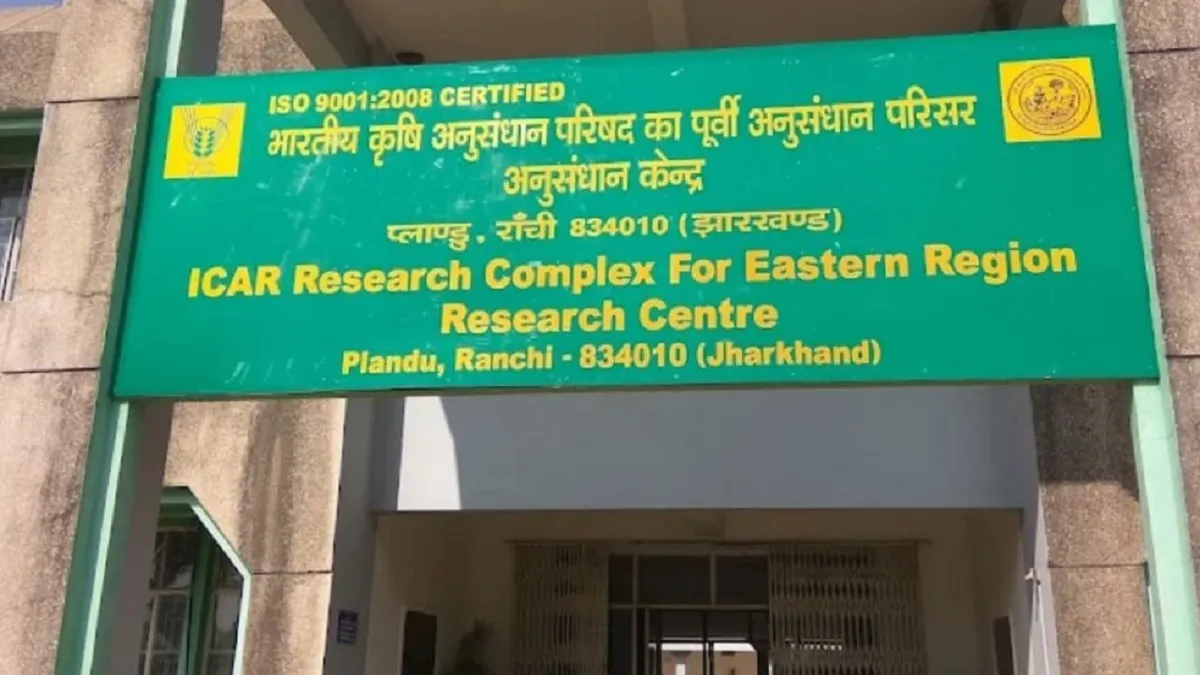 ISO 9001:2008 CERTIFIED
भारतीय कृषि अनुसंधान परिषद का पूर्वी अनुसंधान परिसर
अनुसंधान केन्द्र
प्लाण्डु . राँची 834010 (झारखण्ड)
ICAR Research Complex For Eastern Region
Research Centre
Plandu, Ranchi - 834010 (Jharkhand)